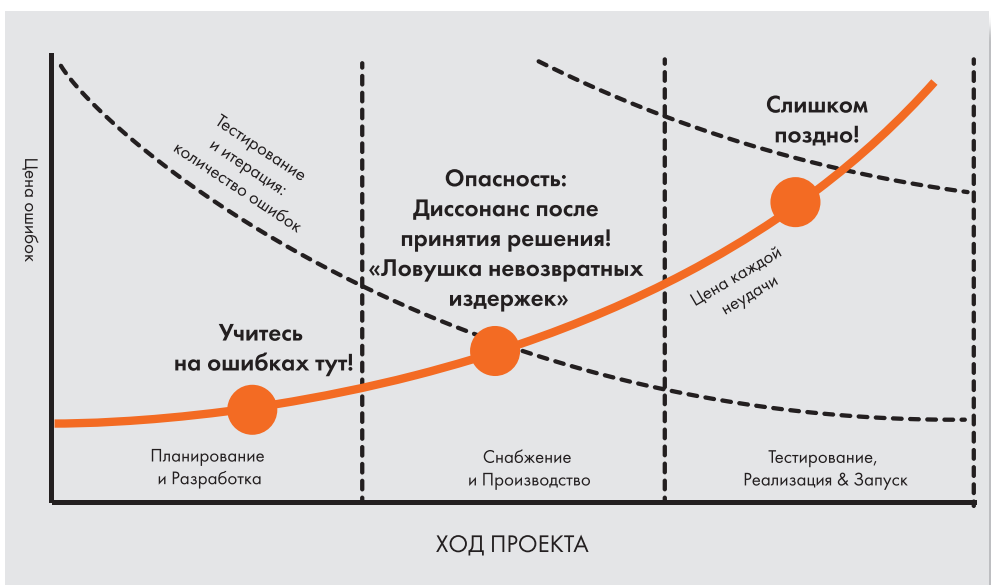 Цена ошибок
Тестирование
и итерация:
количество ошибок
Учитесь
на ошибках тут!
Опасность:
Диссонанс после
принятия решения!
«Ловушка невозвратных
издержек»
Слишком
поздно!
Цена каждой
неудачи
Планирование
и Разработка
Снабжение
и Производство
Тестирование,
Реализация & Запуск
ХОД ПРОЕКТА